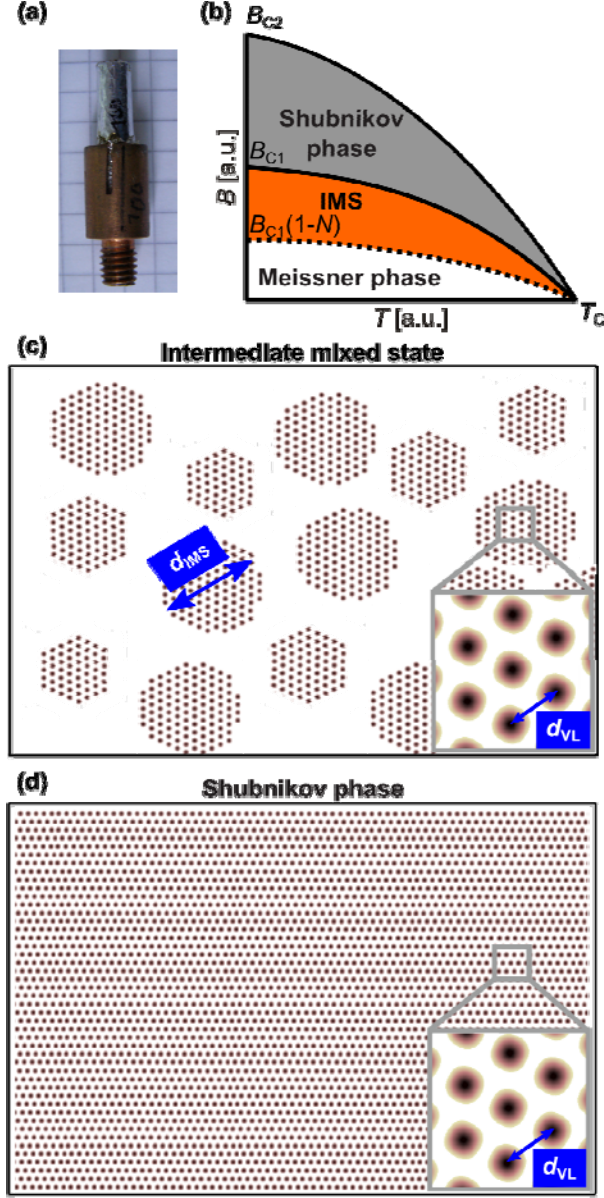 (a)
(b)
B_C2
Shubnikov
phase
B_C1
IMS
B_C1(1-N)
Meissner phase
B [a.u.]
T [a.u.]
T_C
(c)
Intermediate mixed state
d_IMS
d_VL
(d)
Shubnikov phase
d_VL